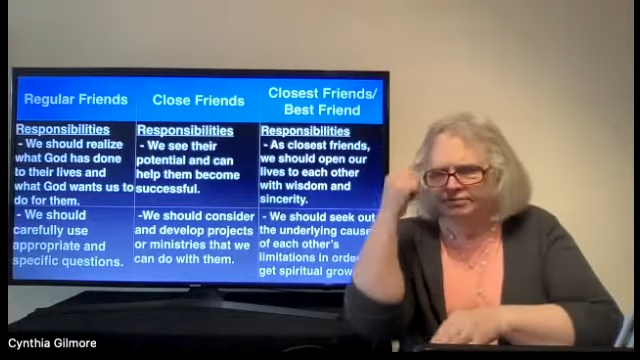 Regular Friends
Close Friends
Closest Friends/
Best Friend
Responsibilities
- We should realize
what God has done
to their lives and
what God wants us to
do for them.
Responsibilities
- We see their
potential and can
help them become
successful.
Responsibilities
- As closest friends,
we should open our
lives to each other
with wisdom and
sincerity.
- We should
carefully use
appropriate and
specific questions.
-We should consider
and develop projects
or ministries that we
can do with them.
- We should seek out
the underlying
of each other's
limitations in
get spiritual
Cynthia Gilmore